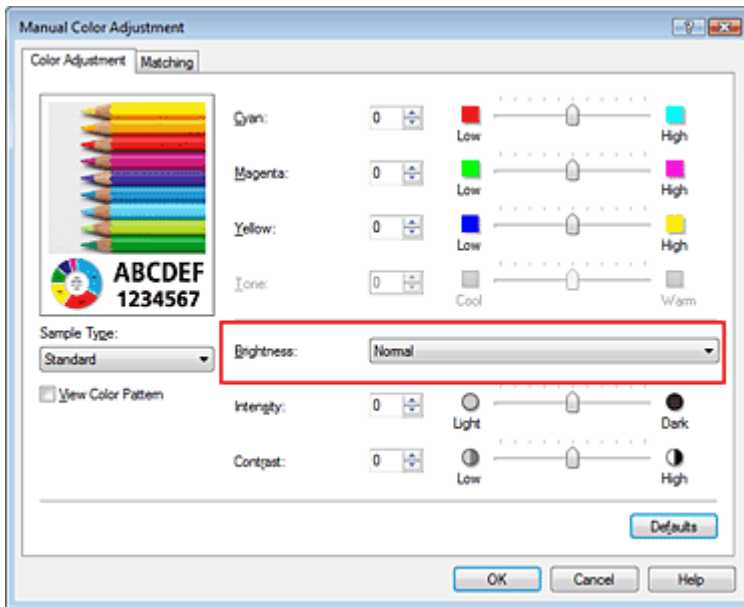 Manual Color Adjustment
Color Adjustment Matching
Cyan: 0 Low High
Magenta: 0 Low High
Yellow: 0 Low High
ABCDEF
1234567
Tone: 0 Cool Warm
Sample Type:
Standard
Brightness: Normal
View Color Pattern
Intensity: 0 Light Dark
Contrast: 0 Low High
Defaults
OK Cancel Help